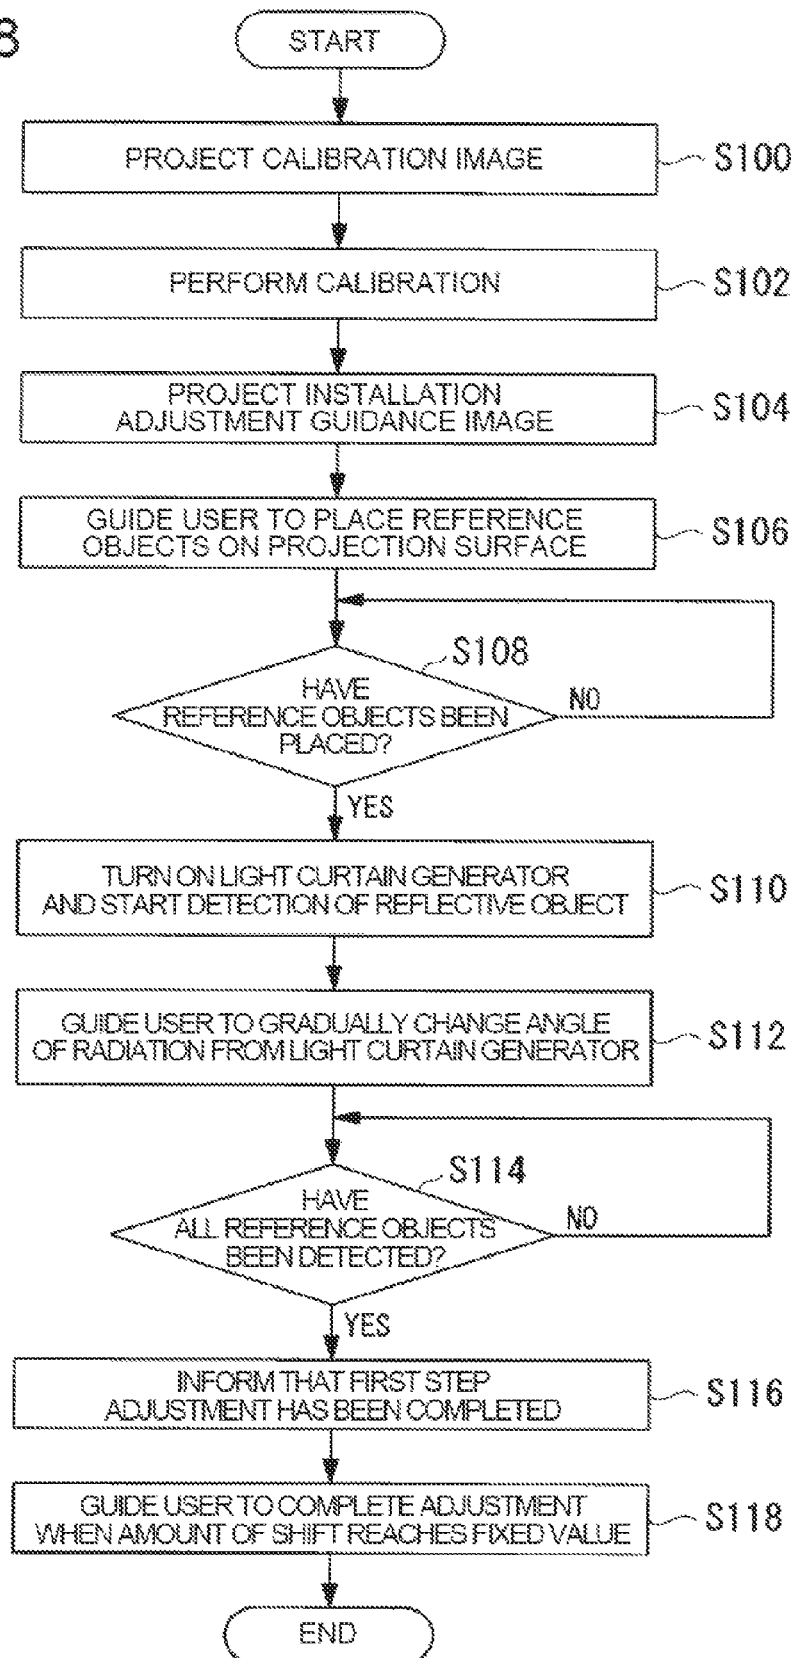 8
START
PROJECT CALIBRATION IMAGE
S100
PERFORM CALIBRATION
S102
PROJECT INSTALLATION
ADJUSTMENT GUIDANCE IMAGE
S104
GUIDE USER TO PLACE REFERENCE
OBJECTS ON PROJECTION SURFACE
S106
S108
HAVE
REFERENCE OBJECTS BEEN
PLACED?
NO
YES
TURN ON LIGHT CURTAIN GENERATOR
AND START DETECTION OF REFLECTIVE OBJECT
S110
GUIDE USER TO GRADUALLY CHANGE ANGLE
OF RADIATION FROM LIGHT CURTAIN GENERATOR
S112
S114
HAVE
ALL REFERENCE OBJECTS
BEEN DETECTED?
NO
YES
INFORM THAT FIRST STEP
ADJUSTMENT HAS BEEN COMPLETED
S116
GUIDE USER TO COMPLETE ADJUSTMENT
WHEN AMOUNT OF SHIFT REACHES FIXED VALUE
S118
END